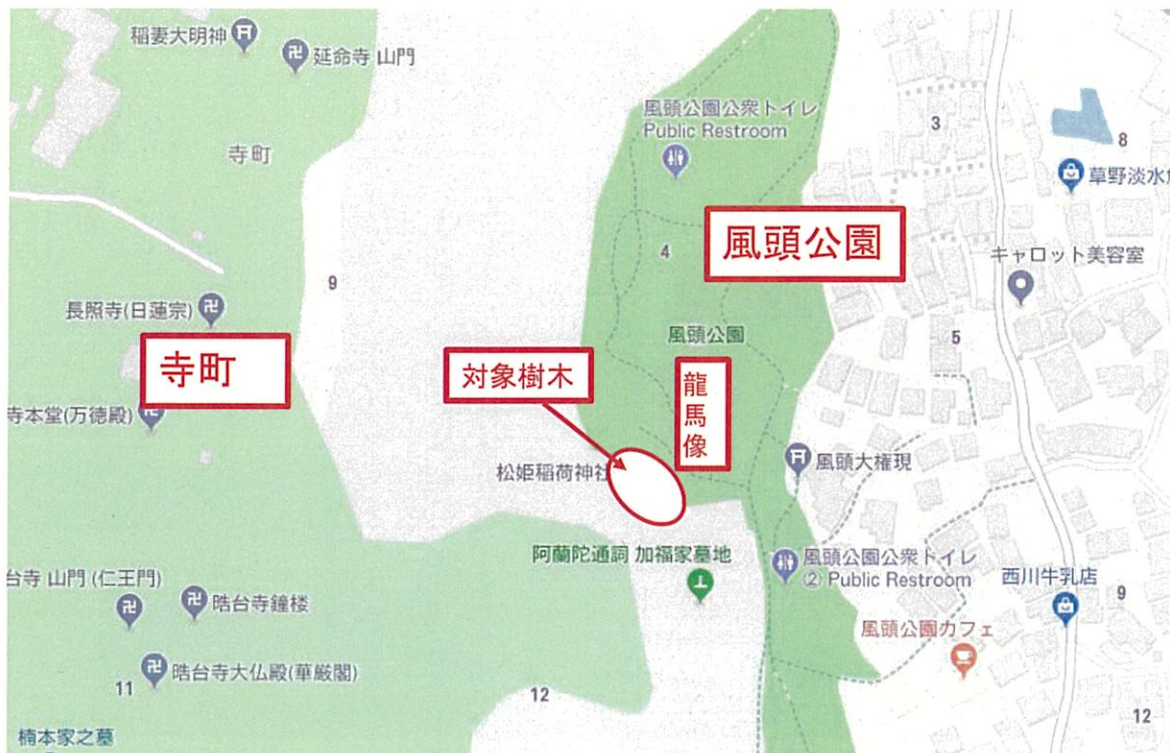 稲妻大明神
延命寺 山門
風頭公園公衆トイレ
Public Restroom
3
8
草野淡水魚
寺町
風頭公園
4
キャロット美容室
9
長照寺(日蓮宗)
風頭公園
5
寺町
対象樹木
龍馬像
寺本堂(万徳殿)
松姫稲荷神社
風頭大権現
阿蘭陀通詞 加福家墓地
風頭公園公衆トイレ
② Public Restroom
台寺 山門 (仁王門)
晧台寺鐘楼
西川牛乳店
9
風頭公園カフェ
晧台寺大仏殿(華厳閣)
11
12
12
楠本家之墓